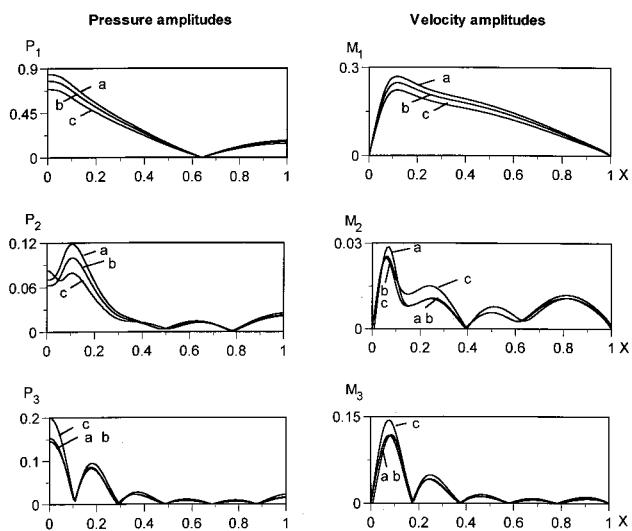 Pressure amplitudes
Velocity amplitudes
P1
0.9
0.45
0
a
b
c
0 0.2 0.4 0.6 0.8 1
M1
0.3
0
a
b
c
0 0.2 0.4 0.6 0.8 1 X
P2
0.12
0.06
0
a
b
c
0 0.2 0.4 0.6 0.8 1
M2
0.03
0
a
b
c
c
a b
0 0.2 0.4 0.6 0.8 1 X
P3
0.2
0.1
0
c
a b
0 0.2 0.4 0.6 0.8 1
M3
0.15
0
c
a b
0 0.2 0.4 0.6 0.8 1 X